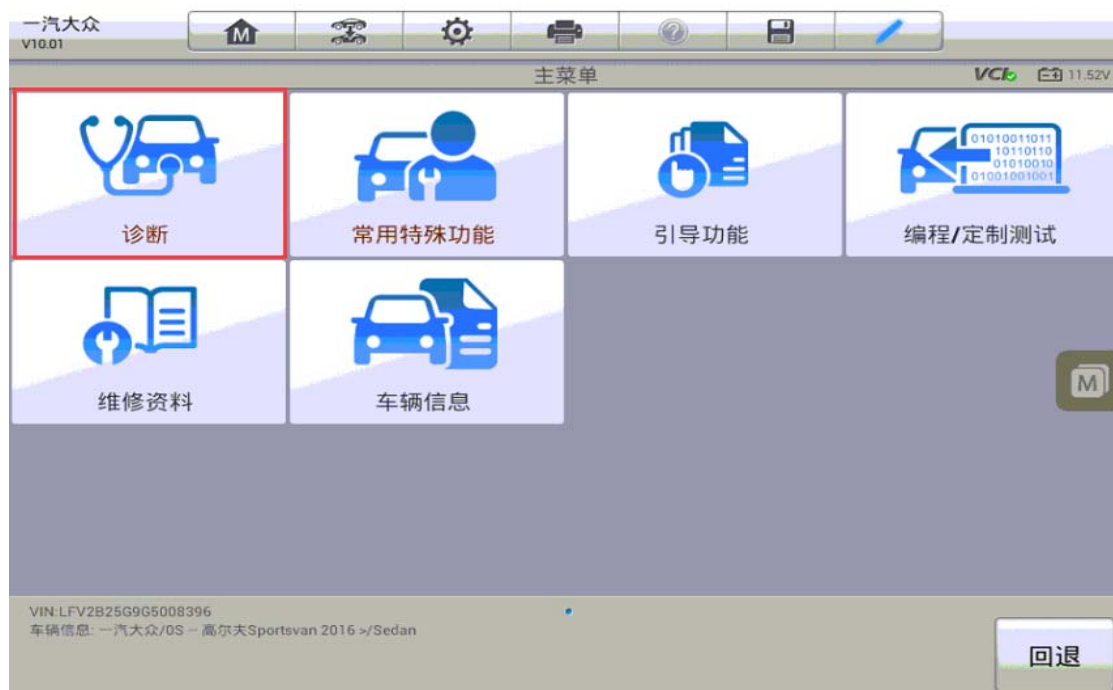 一汽大众
V10.01
M
主菜单
VCI
11.52V
诊断
常用特殊功能
引导功能
01010011011
10110110
01010010
01001001001
编程/定制测试
维修资料
车辆信息
M
VIN:LFV2B25G9G5008396
车辆信息: 一汽大众/0S -- 高尔夫Sportsvan 2016 >/Sedan
回退